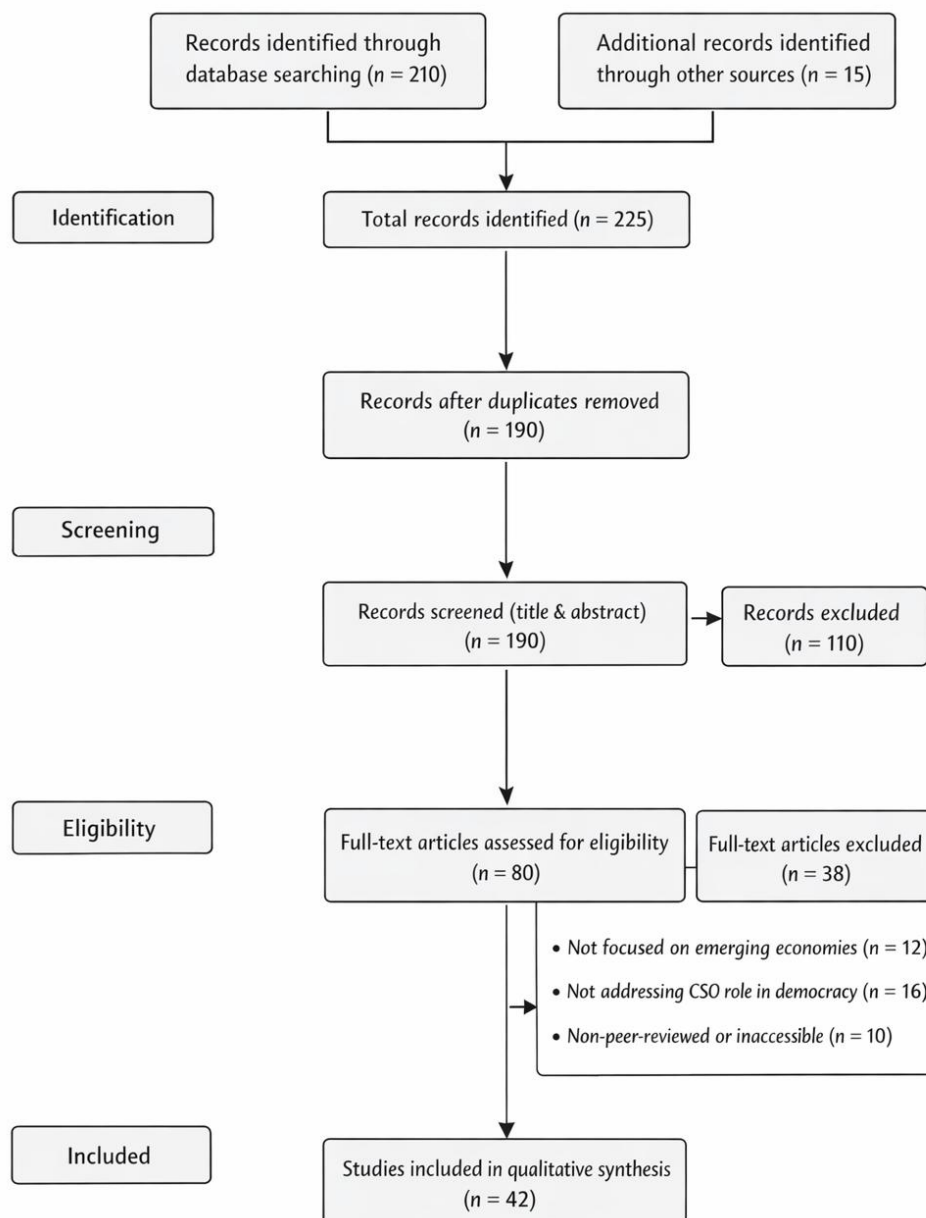 Records identified through
database searching (n = 210)
Additional records identified
through other sources (n = 15)
Identification
Total records identified (n = 225)
Records after duplicates removed
(n = 190)
Screening
Records screened (title & abstract)
(n = 190)
Records excluded
(n = 110)
Eligibility
Full-text articles assessed for eligibility
(n = 80)
Full-text articles excluded
(n = 38)
• Not focused on emerging economies (n = 12)
• Not addressing CSO role in democracy (n = 16)
• Non-peer-reviewed or inaccessible (n = 10)
Included
Studies included in qualitative synthesis
(n = 42)